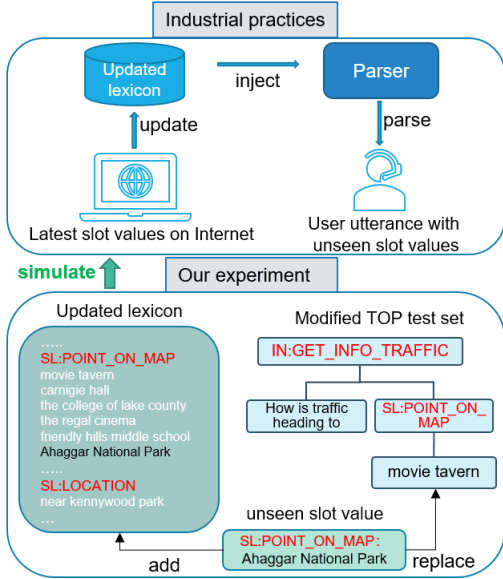 Industrial practices
Updated
lexicon
inject
Parser
update
parse
Latest slot values on Internet
User utterance with
unseen slot values
simulate
Our experiment
Updated lexicon
.....
SL:POINT_ON_MAP
movie tavern
carnigie hall
the college of lake county
the regal cinema
friendly hills middle school
Ahaggar National Park
.....
SL:LOCATION
near kennywood park
...
Modified TOP test set
IN:GET_INFO_TRAFFIC
How is traffic
heading to
SL:POINT_ON_
MAP
movie tavern
unseen slot value
SL:POINT_ON_MAP:
Ahaggar National Park
add
replace